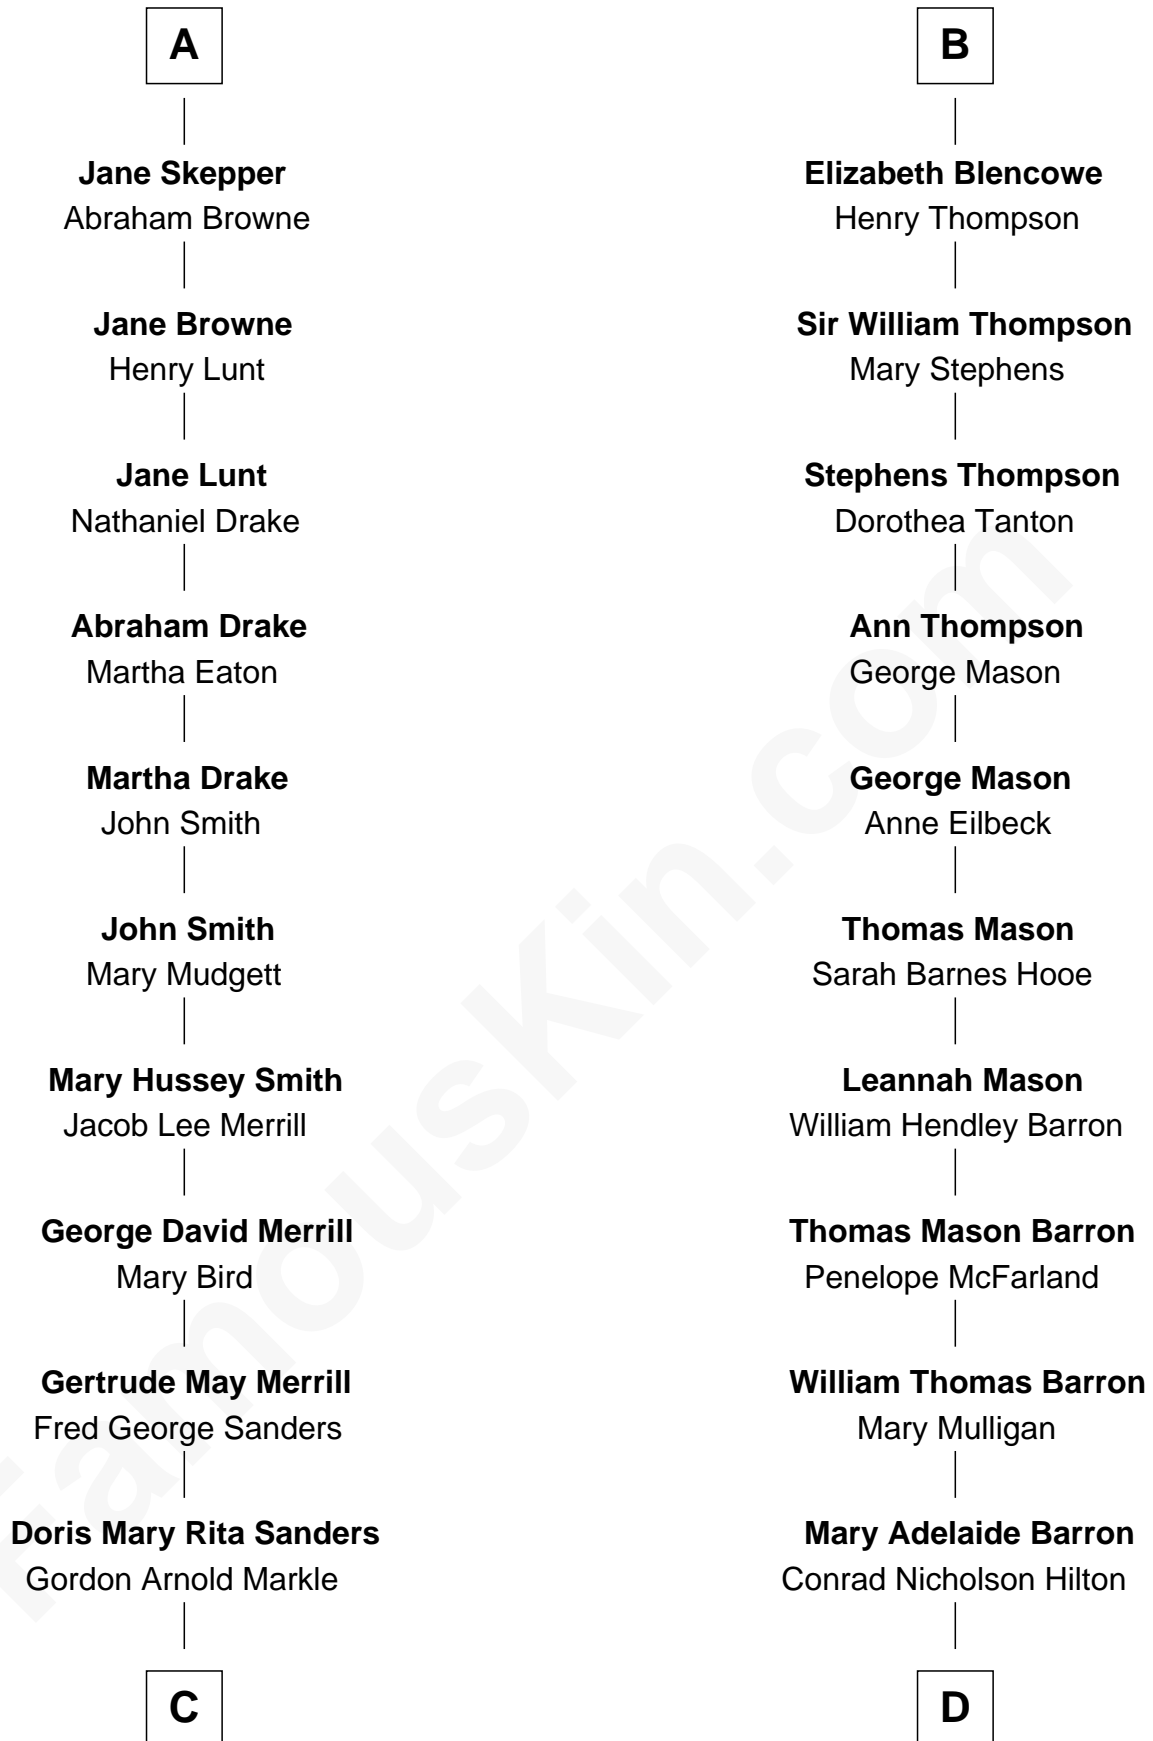 A
Jane Skepper
Abraham Browne
Jane Browne
Henry Lunt
Jane Lunt
Nathaniel Drake
Abraham Drake
Martha Eaton
Martha Drake
John Smith
John Smith
Mary Mudgett
Mary Hussey Smith
Jacob Lee Merrill
George David Merrill
Mary Bird
Gertrude May Merrill
Fred George Sanders
Doris Mary Rita Sanders
Gordon Arnold Markle
C
B
Elizabeth Blencowe
Henry Thompson
Sir William Thompson
Mary Stephens
Stephens Thompson
Dorothea Tanton
Ann Thompson
George Mason
George Mason
Anne Eilbeck
Thomas Mason
Sarah Barnes Hooe
Leannah Mason
William Hendley Barron
Thomas Mason Barron
Penelope McFarland
William Thomas Barron
Mary Mulligan
Mary Adelaide Barron
Conrad Nicholson Hilton
D
FamousKin.com